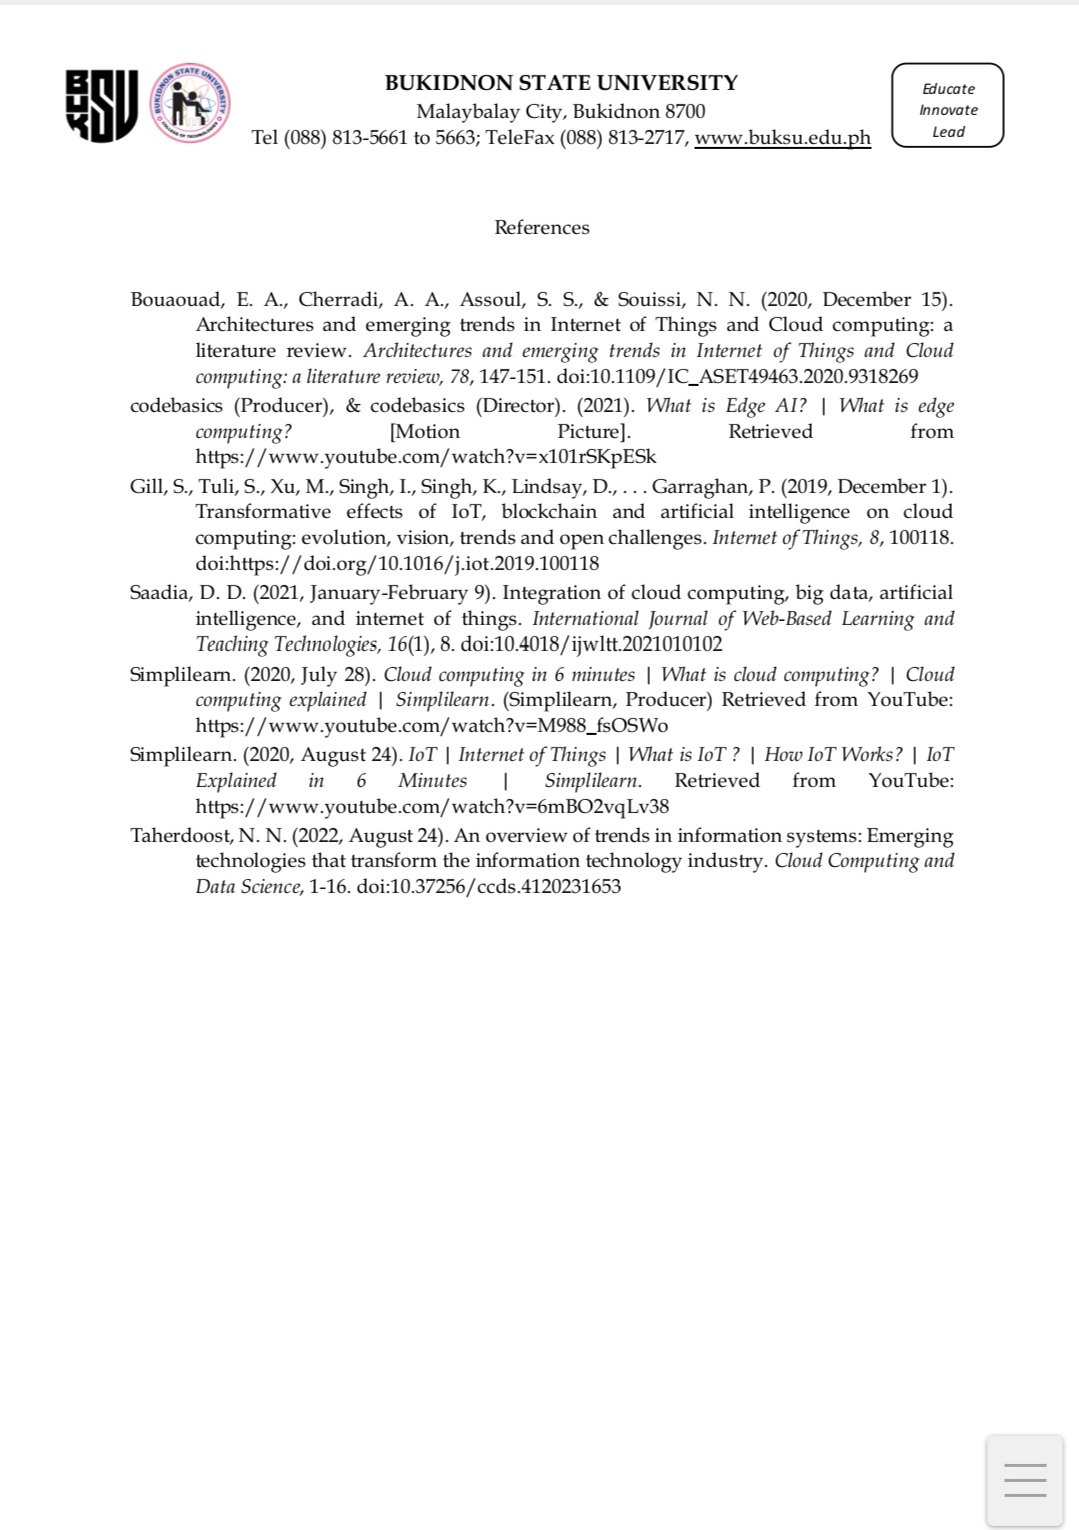 BUKSU
BUKIDNON STATE UNIVERSITY
COLLEGE OF TECHNOLOGIES
BUKIDNON STATE UNIVERSITY
Malaybalay City, Bukidnon 8700
Tel (088) 813-5661 to 5663; TeleFax (088) 813-2717, www.buksu.edu.ph
Educate
Innovate
Lead
References
Bouaouad, E. A., Cherradi, A. A., Assoul, S. S., & Souissi, N. N. (2020, December 15).
Architectures and emerging trends in Internet of Things and Cloud computing: a
literature review. Architectures and emerging trends in Internet of Things and Cloud
computing: a literature review, 78, 147-151. doi:10.1109/IC_ASET49463.2020.9318269
codebasics (Producer), & codebasics (Director). (2021). What is Edge AI? | What is edge
computing? [Motion Picture]. Retrieved from
https://www.youtube.com/watch?v=x101rSKpESk
Gill, S., Tuli, S., Xu, M., Singh, I., Singh, K., Lindsay, D., . . . Garraghan, P. (2019, December 1).
Transformative effects of IoT, blockchain and artificial intelligence on cloud
computing: evolution, vision, trends and open challenges. Internet of Things, 8, 100118.
doi:https://doi.org/10.1016/j.iot.2019.100118
Saadia, D. D. (2021, January-February 9). Integration of cloud computing, big data, artificial
intelligence, and internet of things. International Journal of Web-Based Learning and
Teaching Technologies, 16(1), 8. doi:10.4018/ijwltt.2021010102
Simplilearn. (2020, July 28). Cloud computing in 6 minutes | What is cloud computing? | Cloud
computing explained | Simplilearn. (Simplilearn, Producer) Retrieved from YouTube:
https://www.youtube.com/watch?v=M988_fsOSWo
Simplilearn. (2020, August 24). IoT | Internet of Things | What is IoT ? | How IoT Works? | IoT
Explained in 6 Minutes | Simplilearn. Retrieved from YouTube:
https://www.youtube.com/watch?v=6mBO2vqLv38
Taherdoost, N. N. (2022, August 24). An overview of trends in information systems: Emerging
technologies that transform the information technology industry. Cloud Computing and
Data Science, 1-16. doi:10.37256/ccds.4120231653